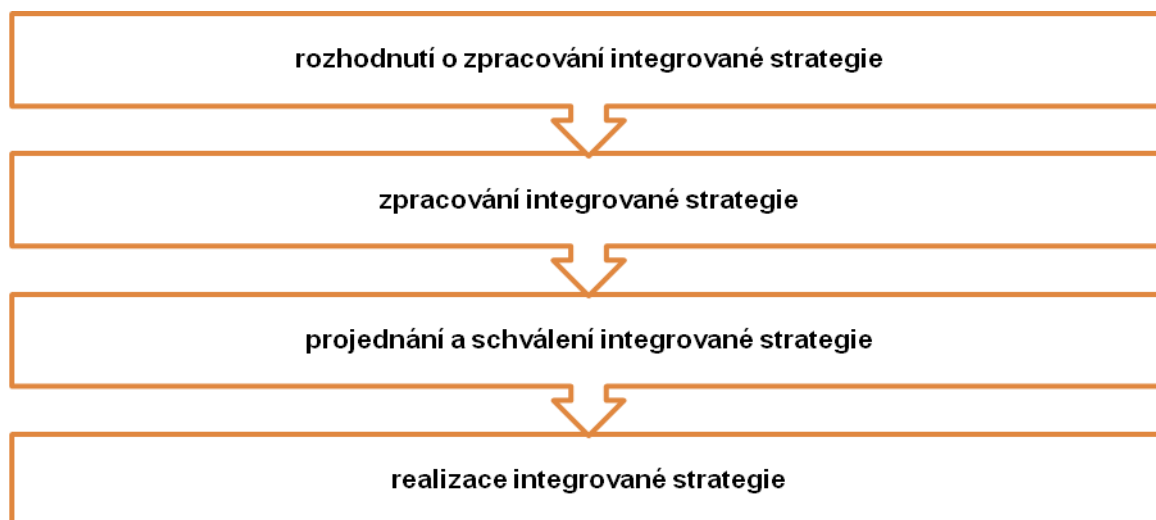 rozhodnutí o zpracování integrované strategie
zpracování integrované strategie
projednání a schválení integrované strategie
realizace integrované strategie